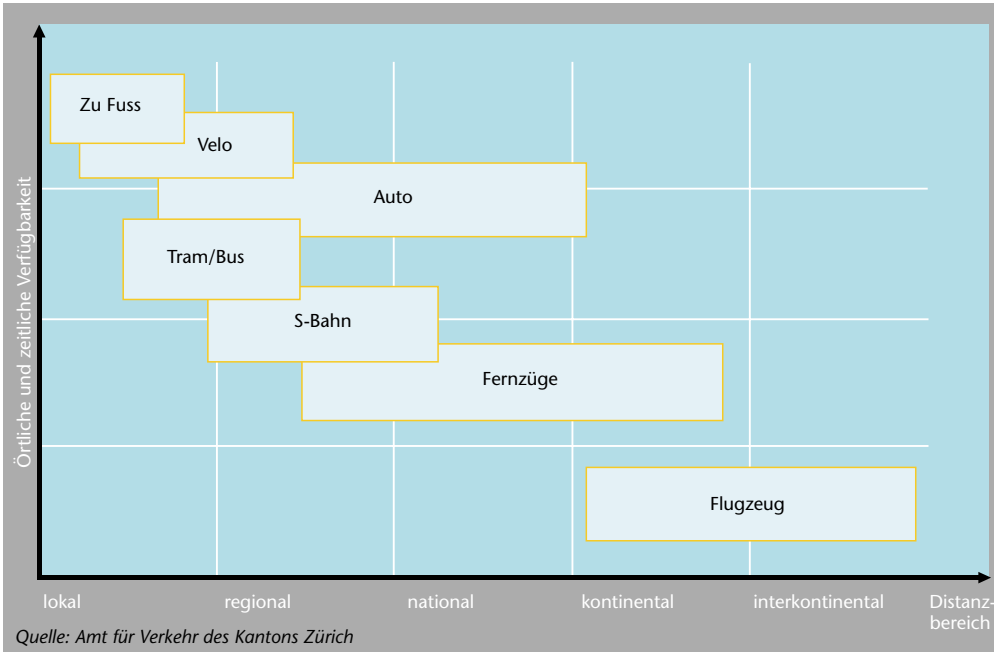 Örtliche und zeitliche Verfügbarkeit
Zu Fuss
Velo
Auto
Tram/Bus
S-Bahn
Fernzüge
Flugzeug
lokal
regional
national
kontinental
interkontinental
Distanz-
bereich
Quelle: Amt für Verkehr des Kantons Zürich